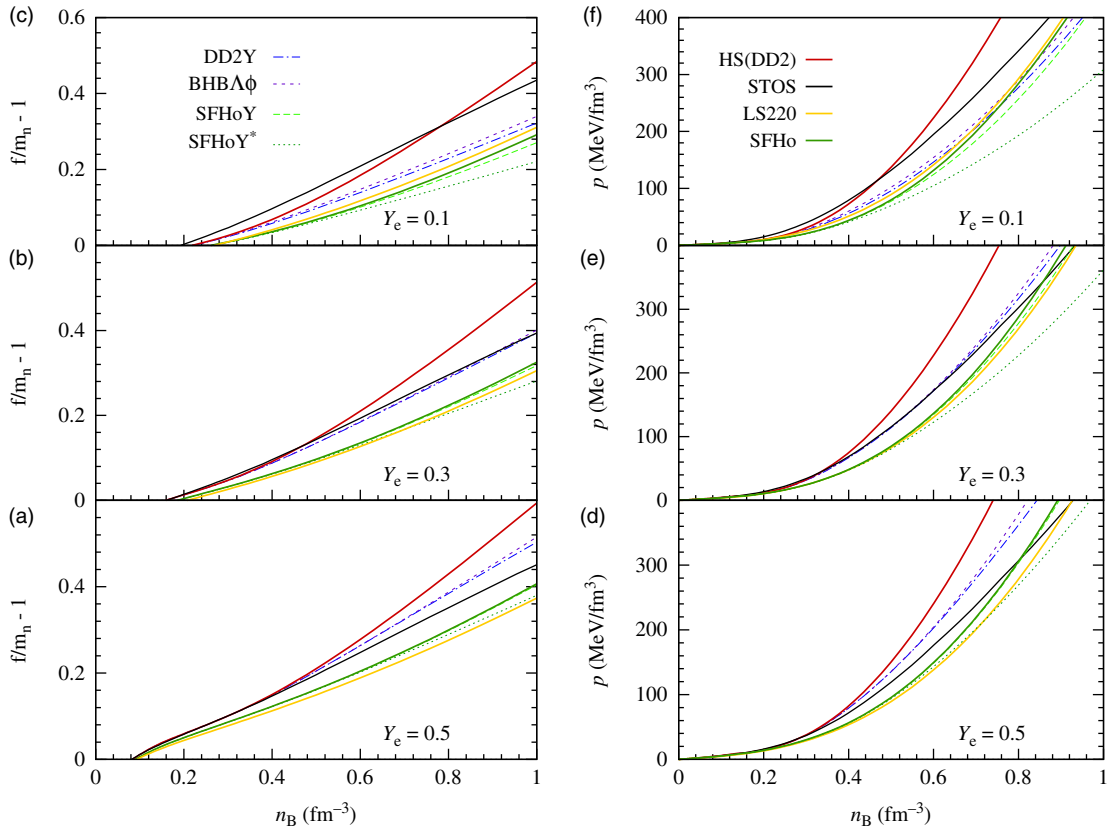 (c)
0.6
0.4
0.2
0
f/mn - 1
DD2Y
BHBΛϕ
SFHoY
SFHoY*
Ye = 0.1
(f)
400
300
200
100
0
p (MeV/fm3)
HS(DD2)
STOS
LS220
SFHo
Ye = 0.1
(b)
0.4
0.2
0
f/mn - 1
Ye = 0.3
(e)
300
200
100
0
p (MeV/fm3)
Ye = 0.3
(a)
0.4
0.2
0
f/mn - 1
Ye = 0.5
0 0.2 0.4 0.6 0.8 1
nB (fm−3)
(d)
300
200
100
0
p (MeV/fm3)
Ye = 0.5
0 0.2 0.4 0.6 0.8 1
nB (fm−3)